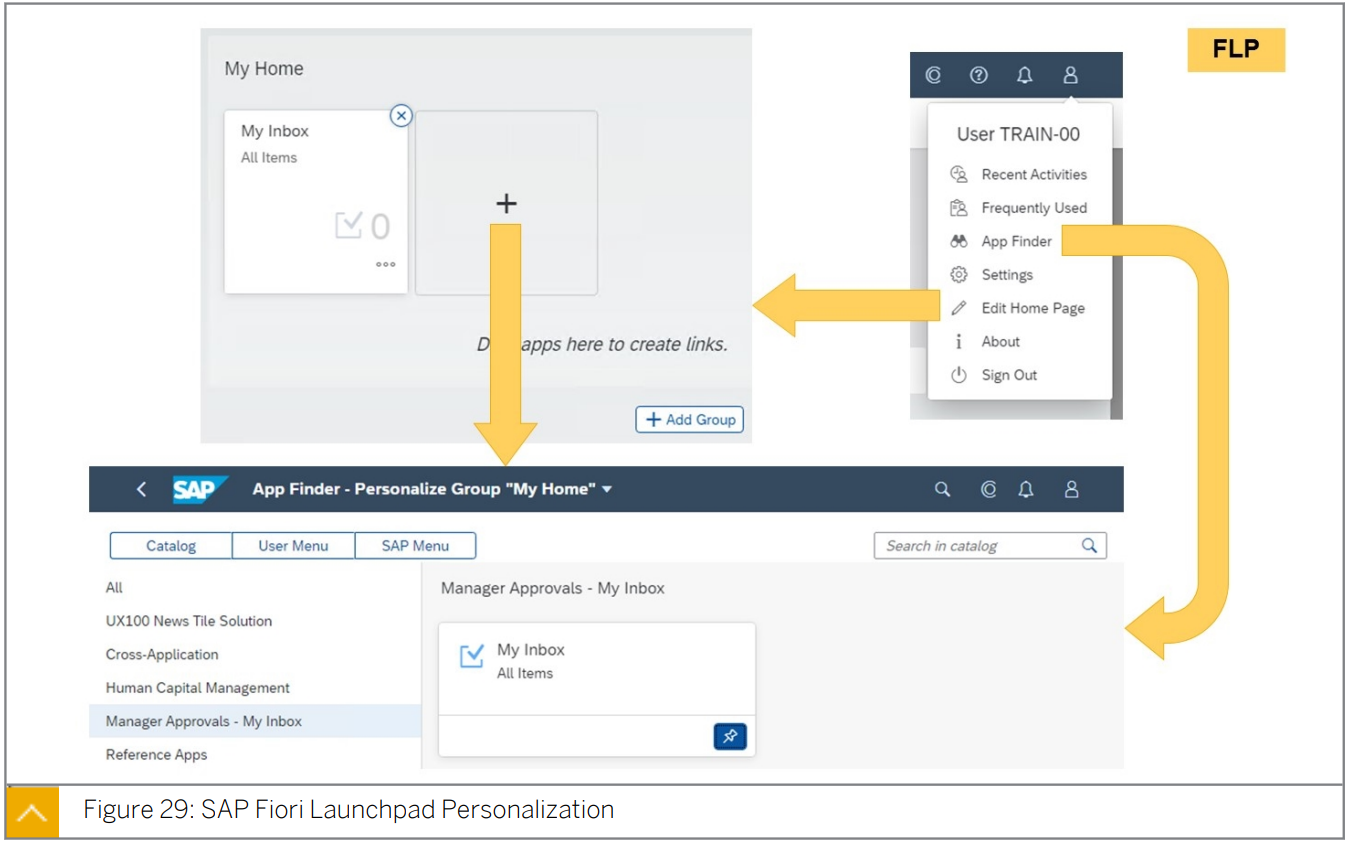 FLP
My Home
My Inbox
All Items
0
+
D apps here to create links.
+ Add Group
User TRAIN-00
Recent Activities
Frequently Used
App Finder
Settings
Edit Home Page
About
Sign Out
SAP App Finder - Personalize Group "My Home"
Catalog User Menu SAP Menu Search in catalog
All
UX100 News Tile Solution
Cross-Application
Human Capital Management
Manager Approvals - My Inbox
Reference Apps
Manager Approvals - My Inbox
My Inbox
All Items
Figure 29: SAP Fiori Launchpad Personalization